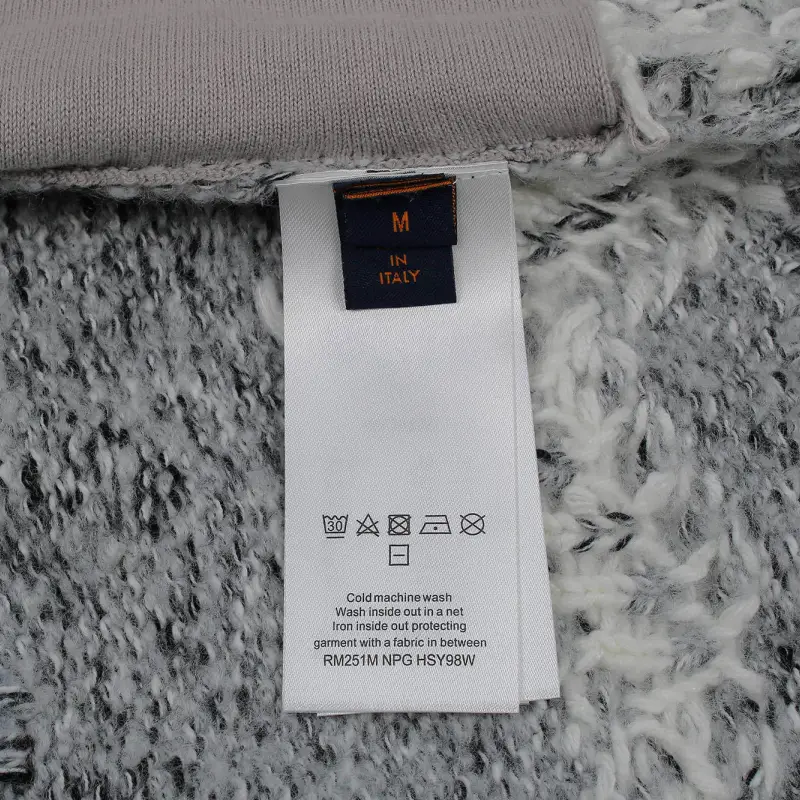 M
IN
ITALY
30
Cold machine wash
Wash inside out in a net
Iron inside out protecting
garment with a fabric in between
RM251M NPG HSY98W